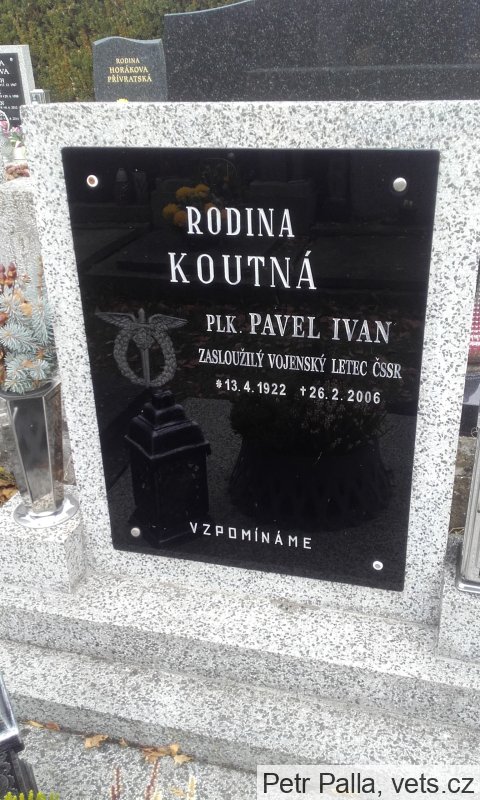 RODINA
HORÁKOVA
PŘÍVRATSKÁ
RODINA
KOUTNÁ
PLK. PAVEL IVAN
ZASLOUŽILÝ VOJENSKÝ LETEC ČSSR
*13.4.1922 †26.2.2006
VZPOMÍNÁME
Petr Palla, vets.cz